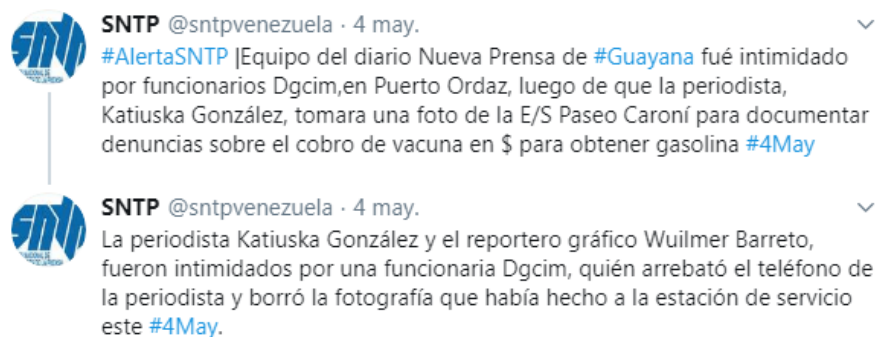 SNTP @sntpvenezuela · 4 may.
#AlertaSNTP |Equipo del diario Nueva Prensa de #Guayana fué intimidado
por funcionarios Dgcim,en Puerto Ordaz, luego de que la periodista,
Katiuska González, tomara una foto de la E/S Paseo Caroní para documentar
denuncias sobre el cobro de vacuna en $ para obtener gasolina #4May
SNTP @sntpvenezuela · 4 may.
La periodista Katiuska González y el reportero gráfico Wuilmer Barreto,
fueron intimidados por una funcionaria Dgcim, quién arrebató el teléfono de
la periodista y borró la fotografía que había hecho a la estación de servicio
este #4May.